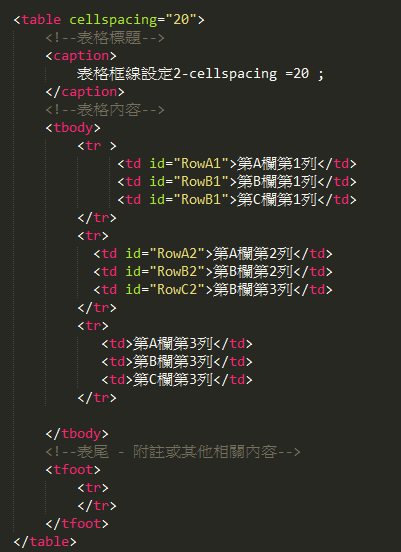 <table cellspacing="20">
<!--表格標題-->
<caption>
表格框線設定2-cellspacing =20 ;
</caption>
<!--表格內容-->
<tbody>
<tr >
<td id="RowA1">第A欄第1列</td>
<td id="RowB1">第B欄第1列</td>
<td id="RowB1">第C欄第1列</td>
</tr>
<tr>
<td id="RowA2">第A欄第2列</td>
<td id="RowB2">第B欄第2列</td>
<td id="RowC2">第B欄第3列</td>
</tr>
<tr>
<td>第A欄第3列</td>
<td>第B欄第3列</td>
<td>第C欄第3列</td>
</tr>
</tbody>
<!--表尾 - 附註或其他相關內容-->
<tfoot>
<tr>
</tr>
</tfoot>
</table>